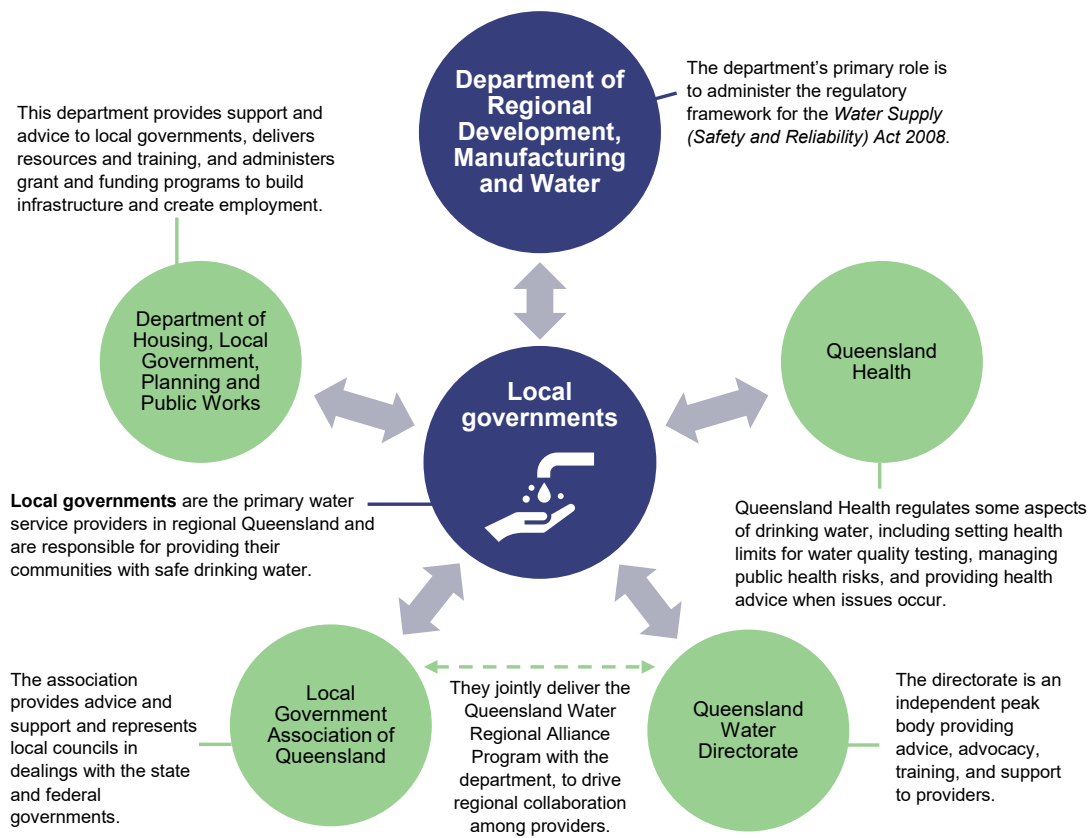 Department of
Regional
Development,
Manufacturing
and Water
The department's primary role is
to administer the regulatory
framework for the Water Supply
(Safety and Reliability) Act 2008.
This department provides support and
advice to local governments, delivers
resources and training, and administers
grant and funding programs to build
infrastructure and create employment.
Department of
Housing, Local
Government,
Planning and
Public Works
Queensland
Health
Local
governments
Local governments are the primary water
service providers in regional Queensland and
are responsible for providing their
communities with safe drinking water.
Queensland Health regulates some aspects
of drinking water, including setting health
limits for water quality testing, managing
public health risks, and providing health
advice when issues occur.
The association
provides advice and
support and represents
local councils in
dealings with the state
and federal
governments.
Local
Government
Association of
Queensland
They jointly deliver the
Queensland Water
Regional Alliance
Program with the
department, to drive
regional collaboration
among providers.
Queensland
Water
Directorate
The directorate is an
independent peak
body providing
advice, advocacy,
training, and support
to providers.